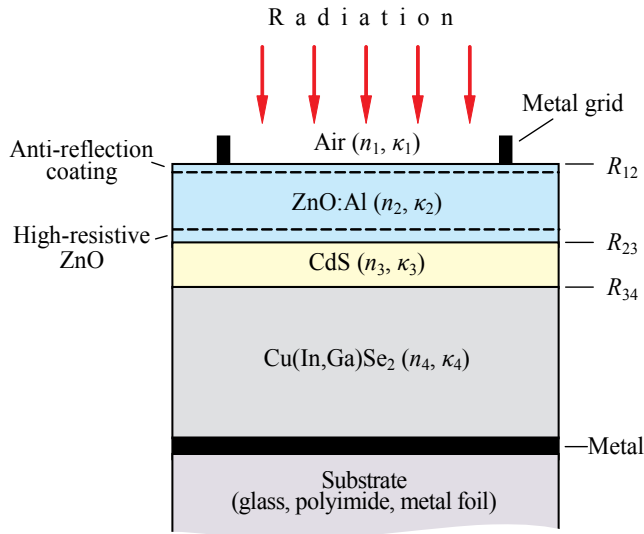 R a d i a t i o n
Metal grid
Air (n₁, κ₁)
Anti-reflection
coating
R₁₂
ZnO:Al (n₂, κ₂)
High-resistive
ZnO
R₂₃
CdS (n₃, κ₃)
R₃₄
Cu(In,Ga)Se₂ (n₄, κ₄)
Metal
Substrate
(glass, polyimide, metal foil)